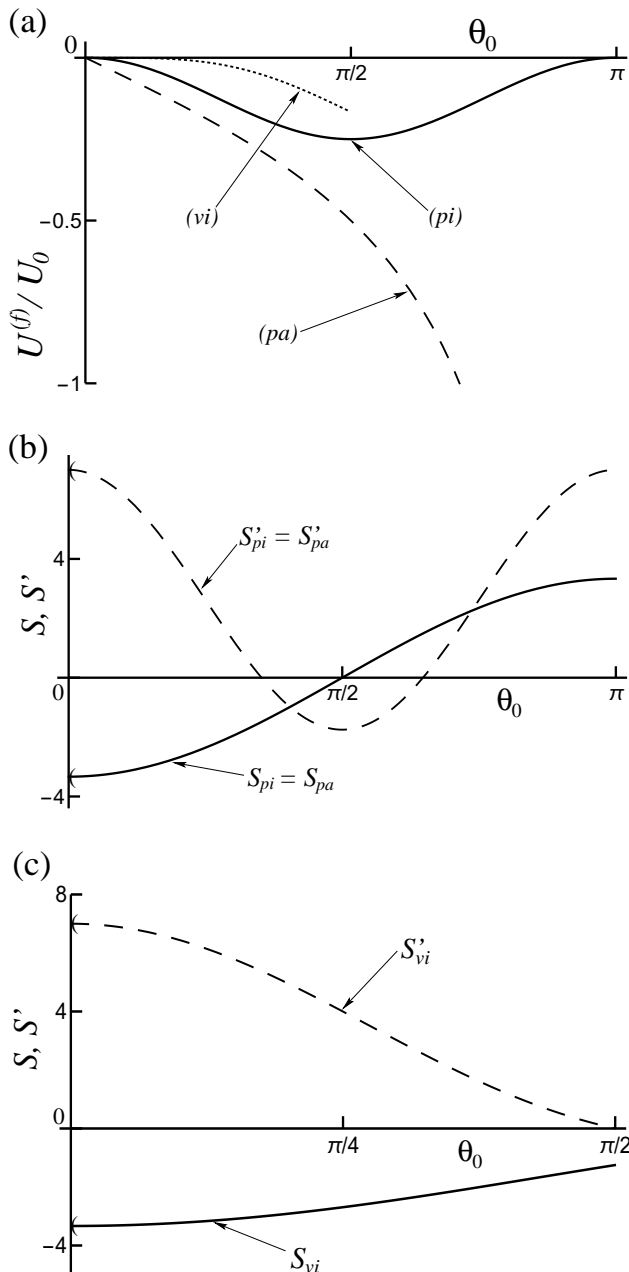 (a)
0
θ0
π/2
π
(vi)
(pi)
−0.5
(pa)
U(f)/ U0
−1
(b)
S'pi = S'pa
4
S, S'
0
π/2
θ0
π
Spi = Spa
−4
(c)
8
S'vi
4
S, S'
0
π/4
θ0
π/2
Svi
−4